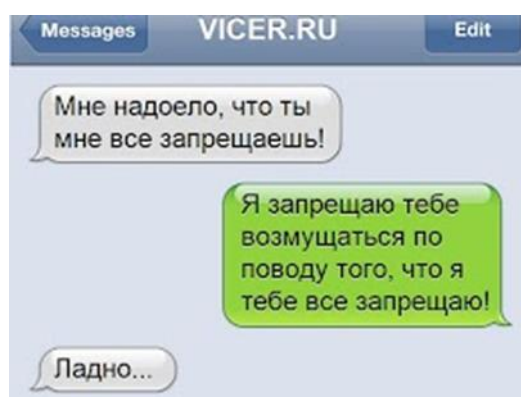 Messages VICER.RU Edit
Мне надоело, что ты
мне все запрещаешь!
Я запрещаю тебе
возмущаться по
поводу того, что я
тебе все запрещаю!
Ладно...